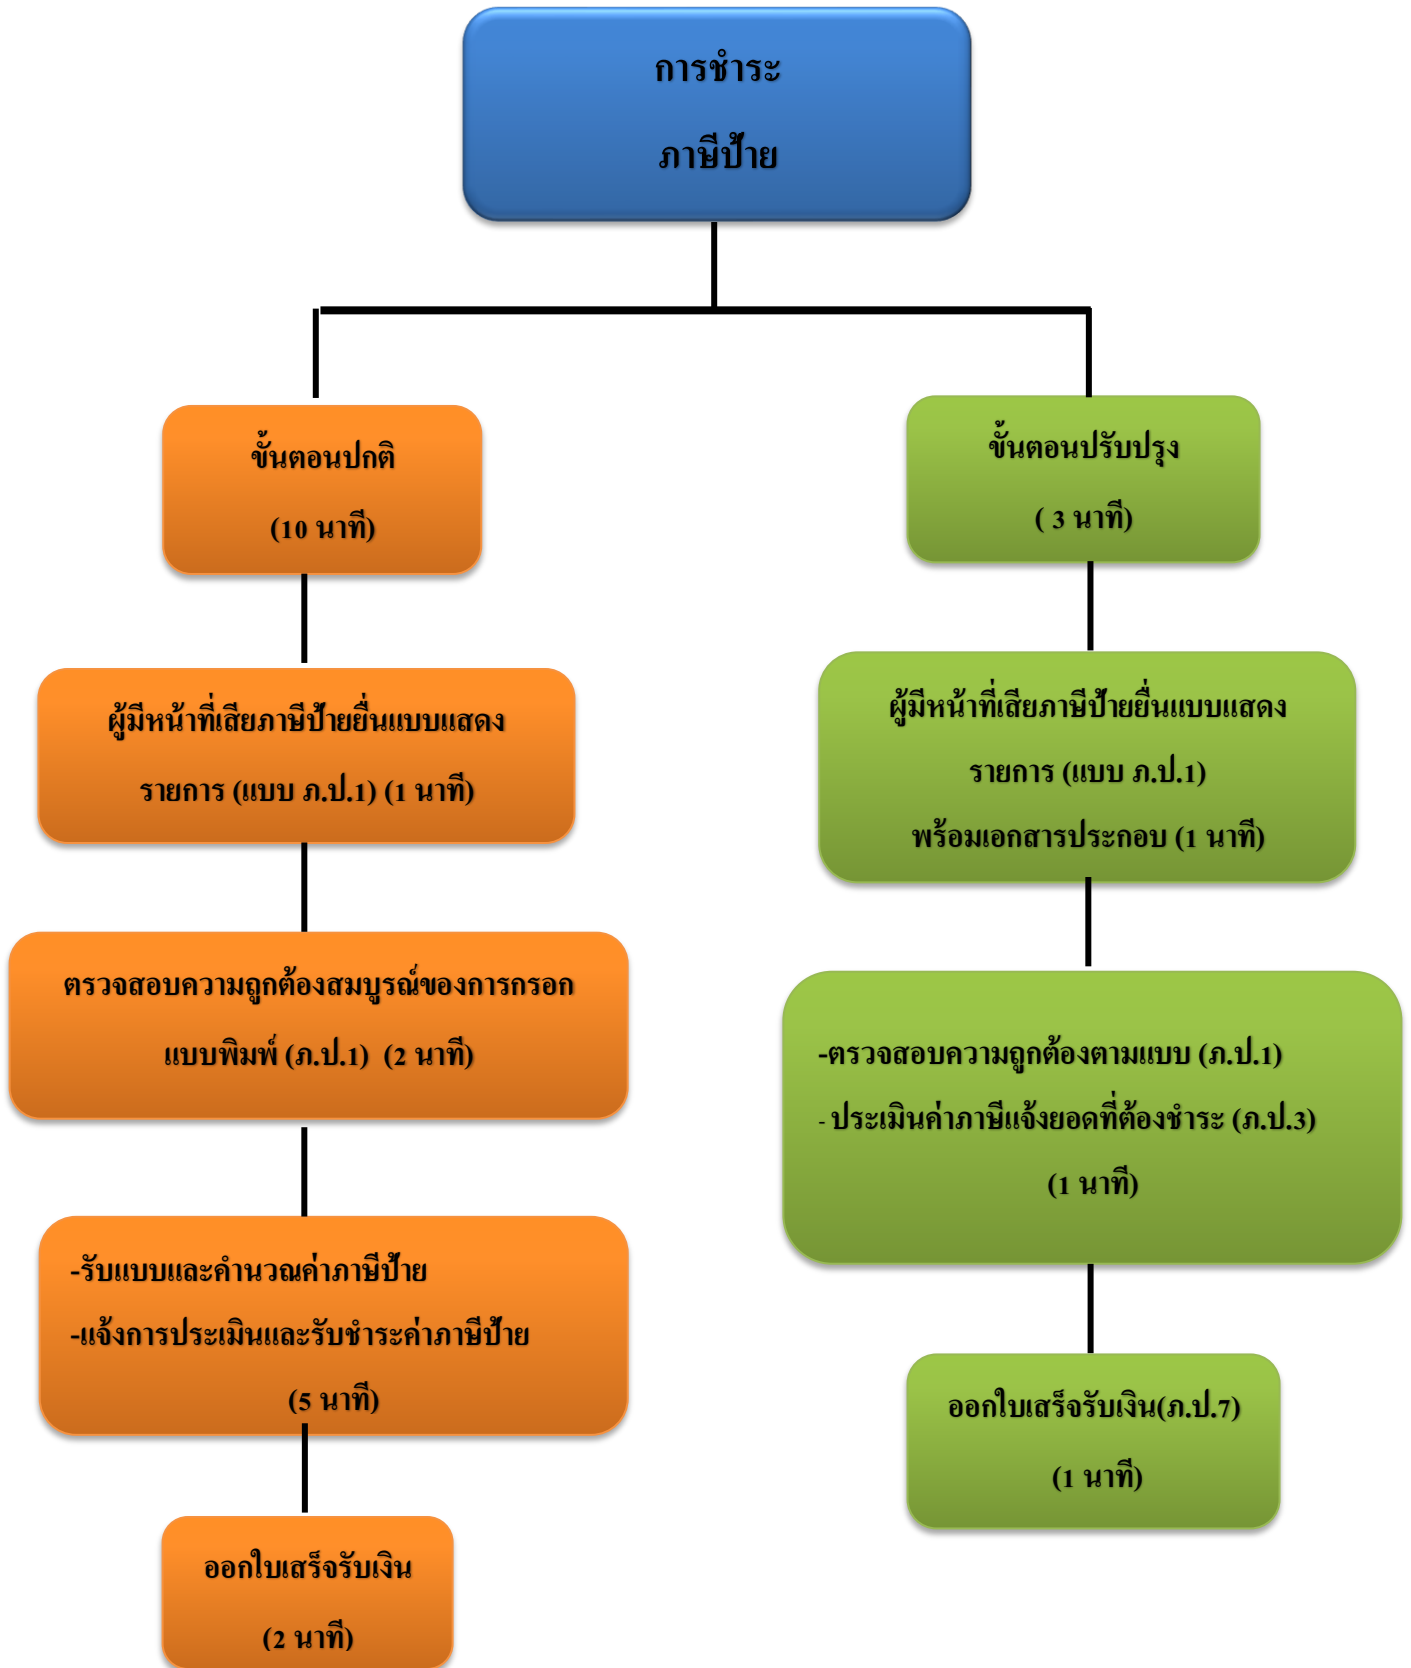 การชำระ
ภาษีป้าย
ขั้นตอนปกติ
(10 นาที)
ผู้มีหน้าที่เสียภาษีป้ายยื่นแบบแสดง
รายการ (แบบ ภ.ป.1) (1 นาที)
ตรวจสอบความถูกต้องสมบูรณ์ของการกรอก
แบบพิมพ์ (ภ.ป.1) (2 นาที)
-รับแบบและคำนวณค่าภาษีป้าย
-แจ้งการประเมินและรับชำระค่าภาษีป้าย
(5 นาที)
ออกใบเสร็จรับเงิน
(2 นาที)
ขั้นตอนปรับปรุง
( 3 นาที)
ผู้มีหน้าที่เสียภาษีป้ายยื่นแบบแสดง
รายการ (แบบ ภ.ป.1)
พร้อมเอกสารประกอบ (1 นาที)
-ตรวจสอบความถูกต้องตามแบบ (ภ.ป.1)
- ประเมินค่าภาษีแจ้งยอดที่ต้องชำระ (ภ.ป.3)
(1 นาที)
ออกใบเสร็จรับเงิน(ภ.ป.7)
(1 นาที)